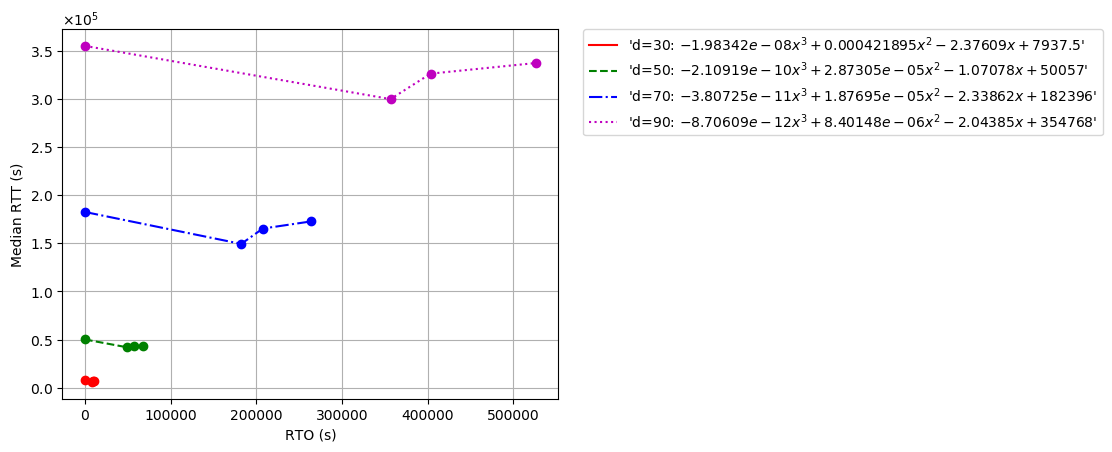 ×10⁵
3.5
3.0
2.5
2.0
1.5
1.0
0.5
0.0
Median RTT (s)
0 100000 200000 300000 400000 500000
RTO (s)
'd=30: −1.98342e − 08x³ + 0.000421895x² − 2.37609x + 7937.5'
'd=50: −2.10919e − 10x³ + 2.87305e − 05x² − 1.07078x + 50057'
'd=70: −3.80725e − 11x³ + 1.87695e − 05x² − 2.33862x + 182396'
'd=90: −8.70609e − 12x³ + 8.40148e − 06x² − 2.04385x + 354768'